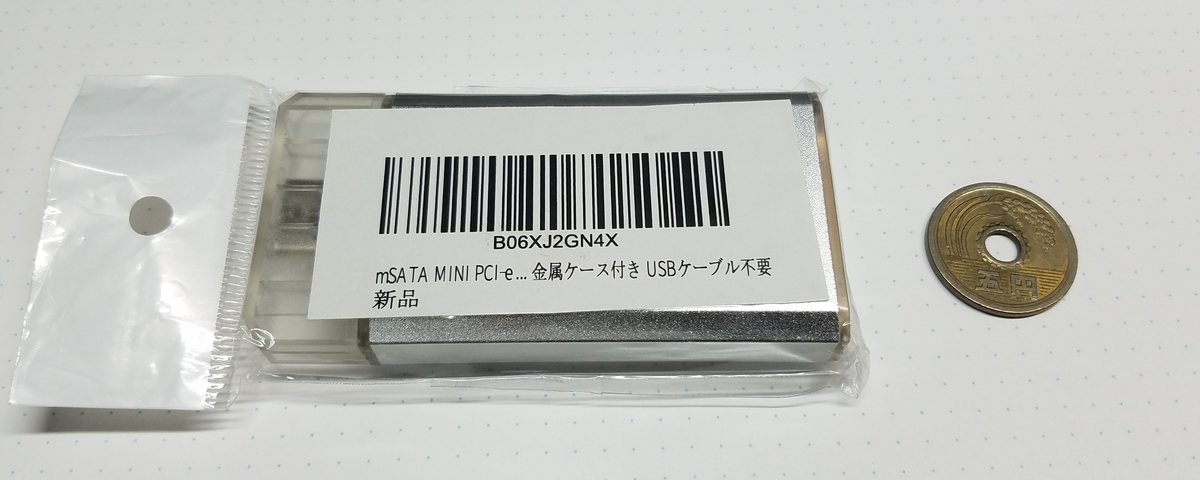 B06XJ2GN4X
mSATA MINI PCI-e... 金属ケース付き USBケーブル不要
新品
五円